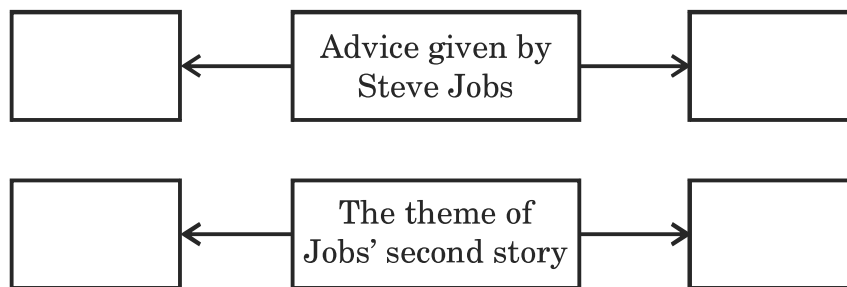 Advice given by
Steve Jobs
The theme of
Jobs’ second story